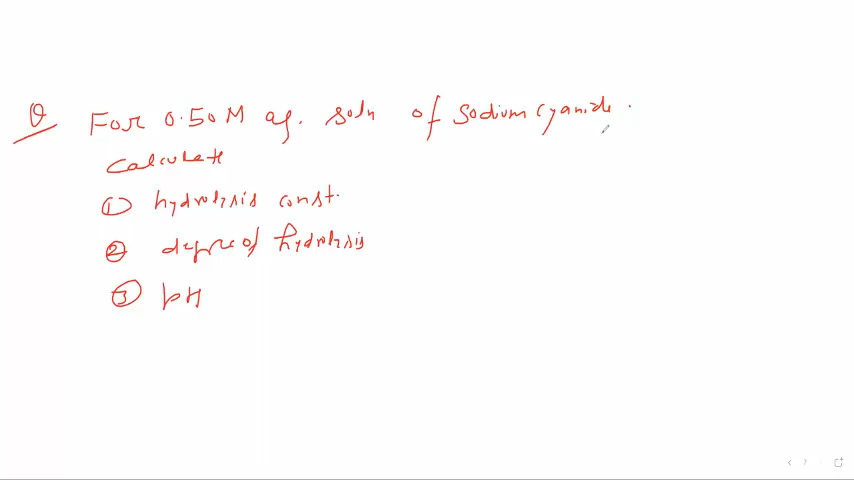 Q For 0.50 M aq. soln of Sodium cyanide.
Calculate
① hydrolysis const.
② degree of hydrolysis
③ pH